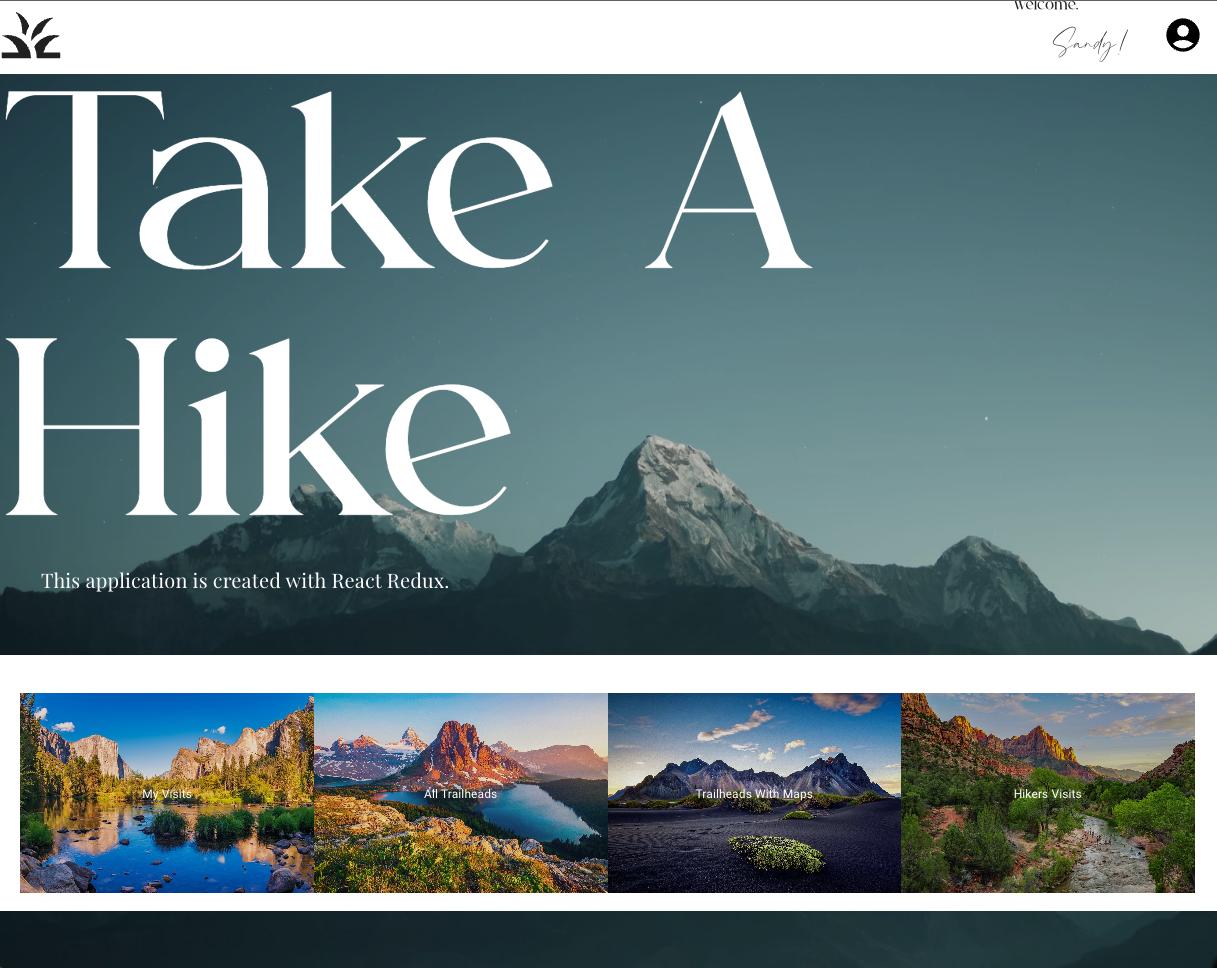 welcome.
Sandy!
Take A
Hike
This application is created with React Redux.
My Visits
All Trailheads
Trailheads With Maps
Hikers Visits